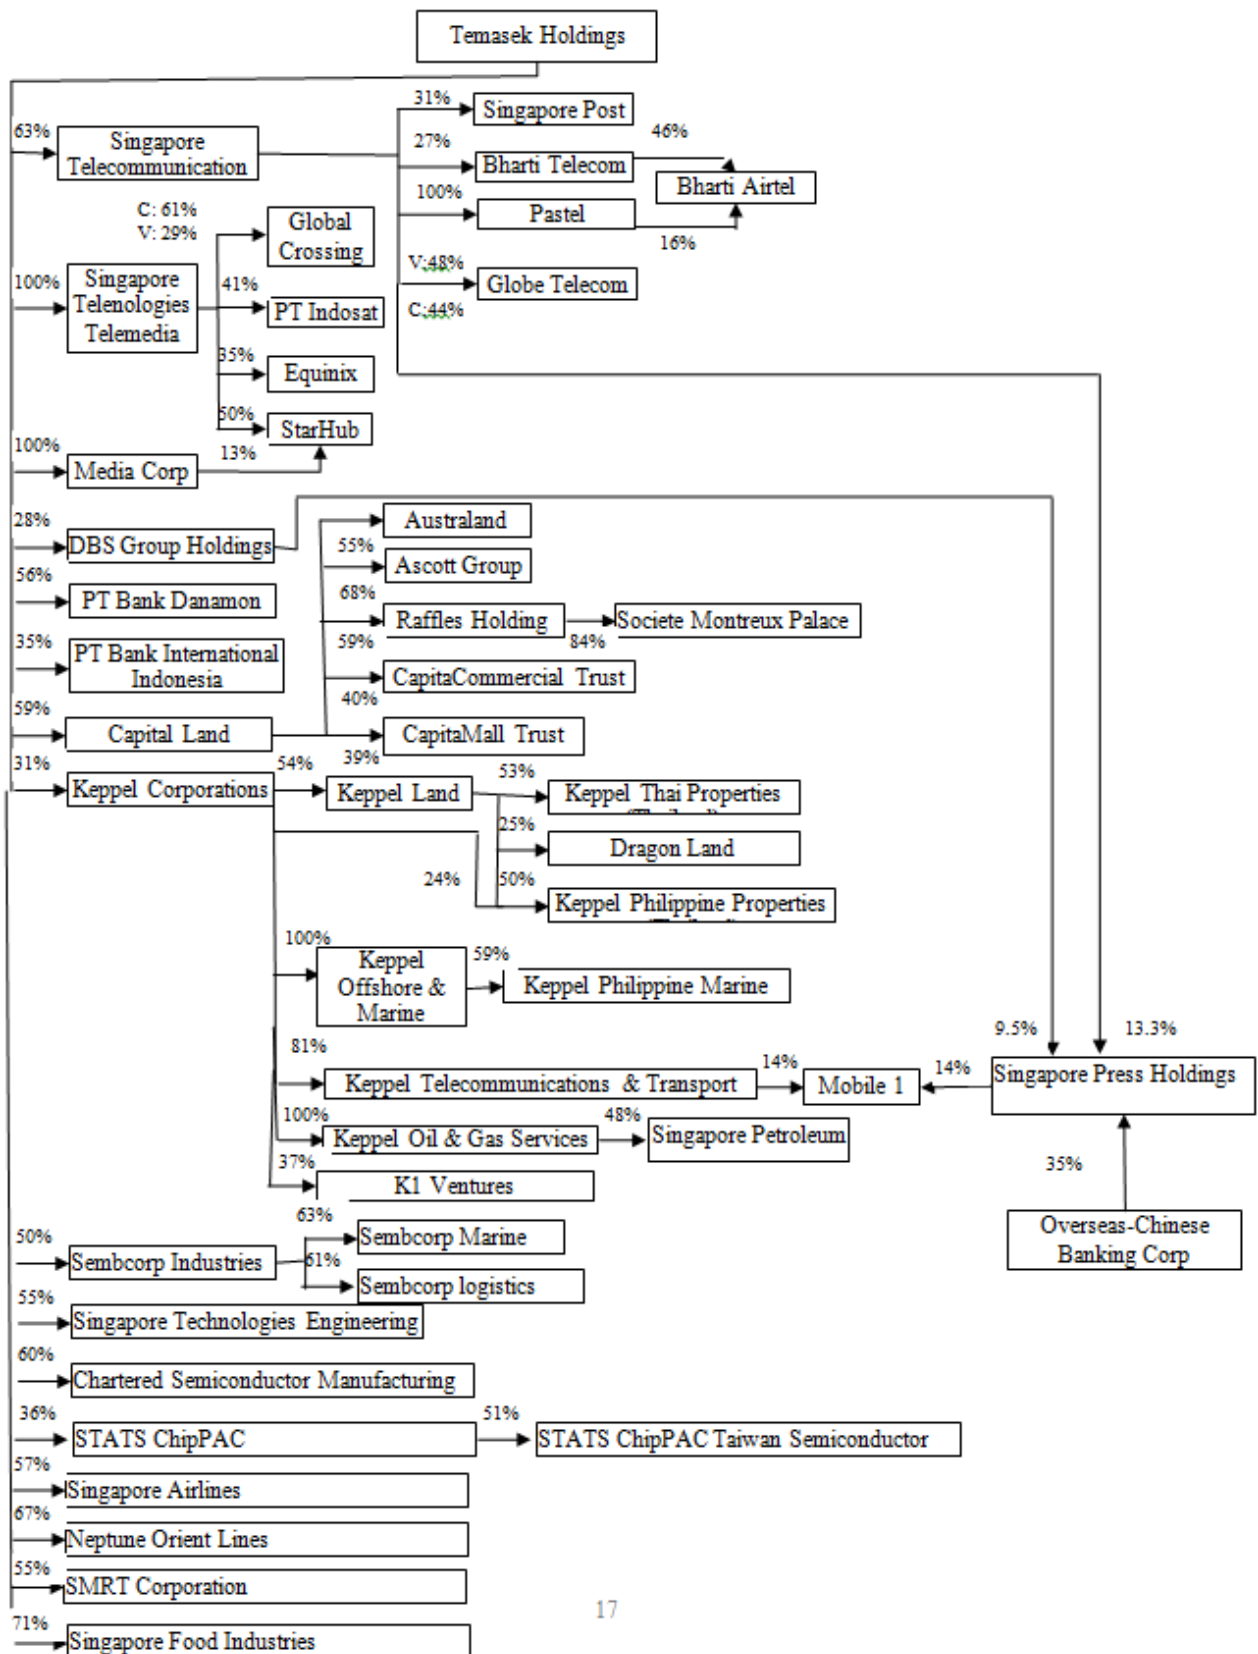 Temasek Holdings
31%
Singapore Post
63%
Singapore
Telecommunication
27%
46%
Bharti Telecom
Bharti Airtel
100%
Pastel
16%
C: 61%
V: 29%
Global
Crossing
V:48%
Globe Telecom
C:44%
100%
Singapore
Telenologies
Telemedia
41%
PT Indosat
35%
Equinix
50%
StarHub
100%
Media Corp
13%
28%
DBS Group Holdings
Australand
55%
Ascott Group
56%
PT Bank Danamon
68%
Raffles Holding
Societe Montreux Palace
35%
PT Bank International
Indonesia
59%
84%
CapitaCommercial Trust
40%
59%
Capital Land
CapitaMall Trust
39%
31%
Keppel Corporations
54%
Keppel Land
53%
Keppel Thai Properties
25%
Dragon Land
24%
50%
Keppel Philippine Properties
100%
Keppel
Offshore &
Marine
59%
Keppel Philippine Marine
9.5%
13.3%
81%
Keppel Telecommunications & Transport
14%
Mobile 1
14%
Singapore Press Holdings
100%
Keppel Oil & Gas Services
48%
Singapore Petroleum
37%
K1 Ventures
35%
Overseas-Chinese
Banking Corp
50%
Sembcorp Industries
63%
Sembcorp Marine
61%
Sembcorp logistics
55%
Singapore Technologies Engineering
60%
Chartered Semiconductor Manufacturing
36%
STATS ChipPAC
51%
STATS ChipPAC Taiwan Semiconductor
57%
Singapore Airlines
67%
Neptune Orient Lines
55%
SMRT Corporation
17
71%
Singapore Food Industries